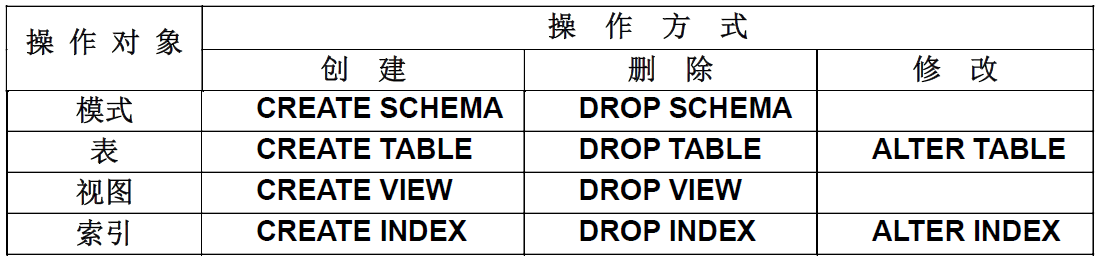 操作对象
操作方式
创建 删除 修改
模式 CREATE SCHEMA DROP SCHEMA
表 CREATE TABLE DROP TABLE ALTER TABLE
视图 CREATE VIEW DROP VIEW
索引 CREATE INDEX DROP INDEX ALTER INDEX